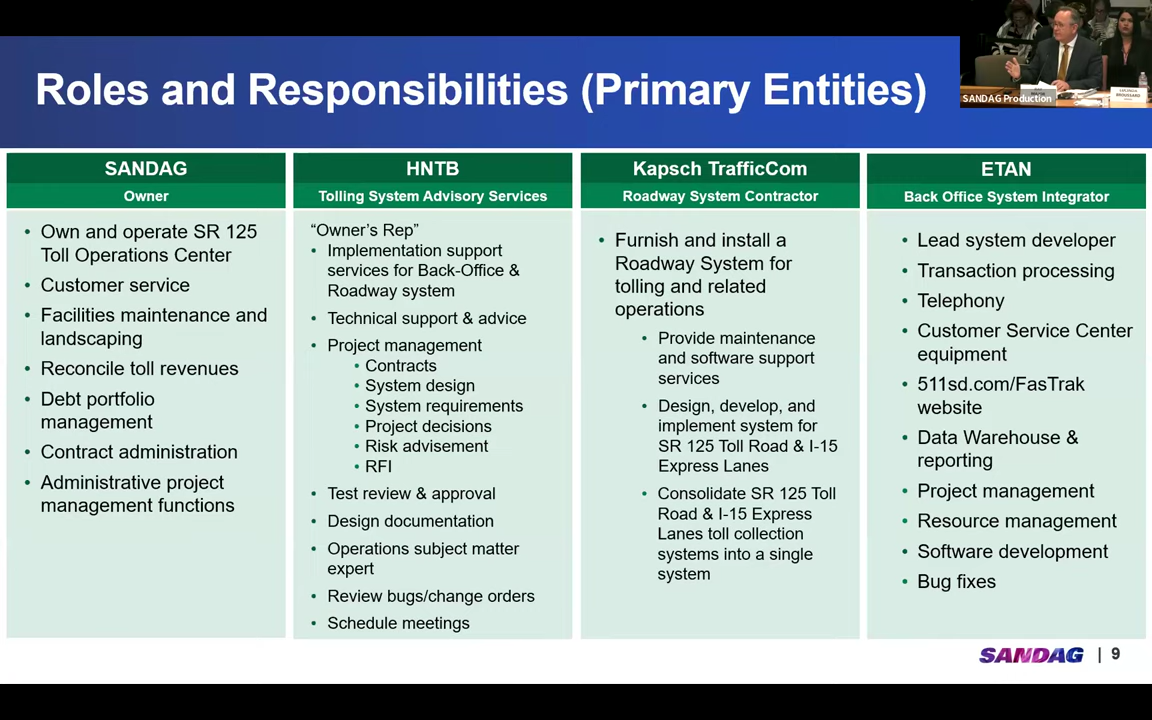 Roles and Responsibilities (Primary Entities)
SANDAG Production
BROUSSARD
SANDAG
Owner
• Own and operate SR 125
Toll Operations Center
• Customer service
• Facilities maintenance and
landscaping
• Reconcile toll revenues
• Debt portfolio
management
• Contract administration
• Administrative project
management functions
HNTB
Tolling System Advisory Services
“Owner’s Rep”
• Implementation support
services for Back-Office &
Roadway system
• Technical support & advice
• Project management
• Contracts
• System design
• System requirements
• Project decisions
• Risk advisement
• RFI
• Test review & approval
• Design documentation
• Operations subject matter
expert
• Review bugs/change orders
• Schedule meetings
Kapsch TrafficCom
Roadway System Contractor
• Furnish and install a
Roadway System for
tolling and related
operations
• Provide maintenance
and software support
services
• Design, develop, and
implement system for
SR 125 Toll Road & I-15
Express Lanes
• Consolidate SR 125 Toll
Road & I-15 Express
Lanes toll collection
systems into a single
system
ETAN
Back Office System Integrator
• Lead system developer
• Transaction processing
• Telephony
• Customer Service Center
equipment
• 511sd.com/FasTrak
website
• Data Warehouse &
reporting
• Project management
• Resource management
• Software development
• Bug fixes
SANDAG | 9